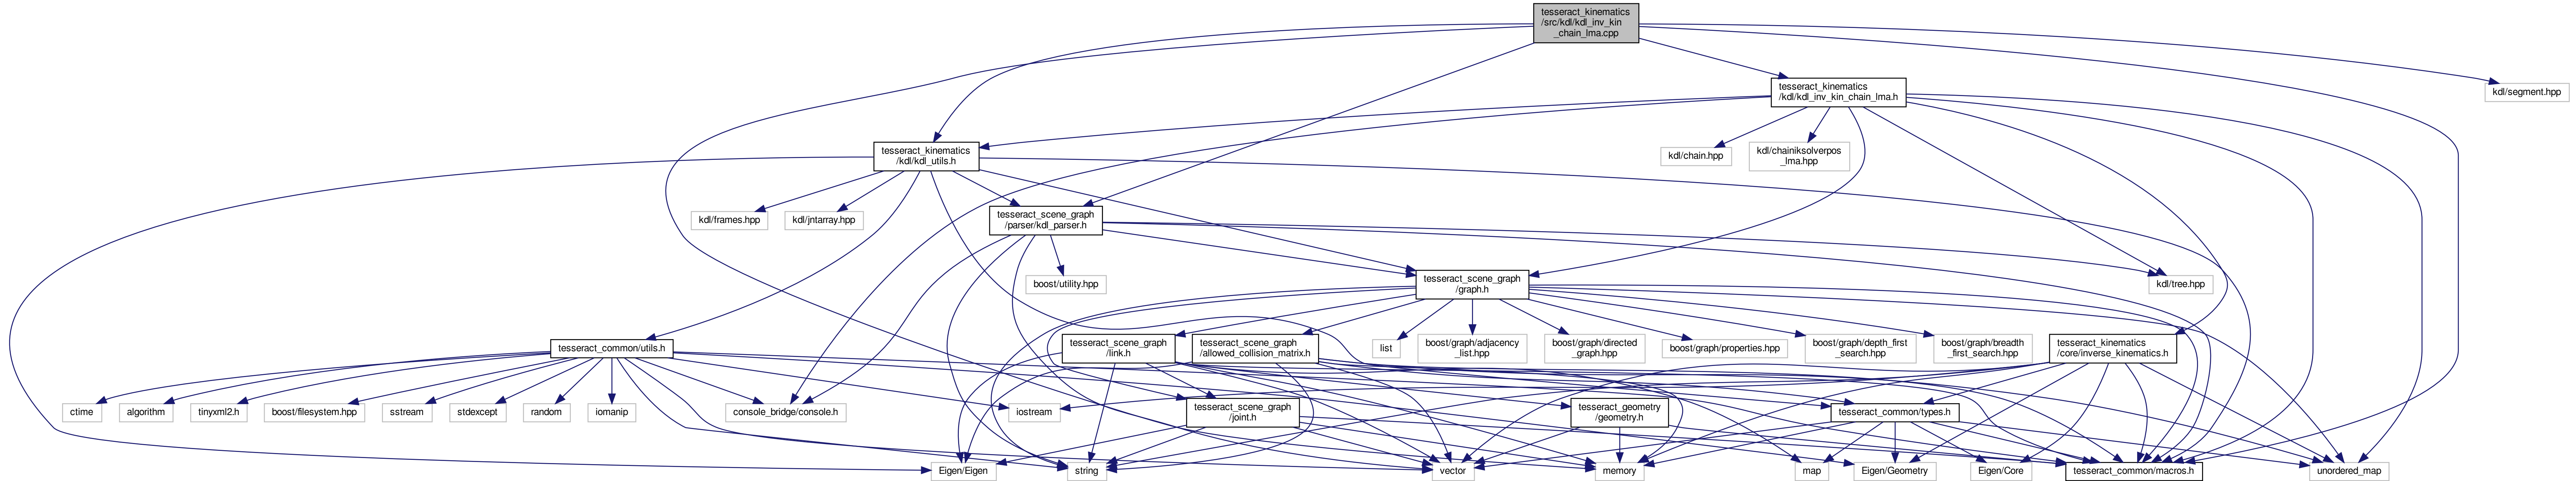 tesseract_kinematics
/src/kdl/kdl_inv_kin
_chain_lma.cpp
tesseract_kinematics
/kdl/kdl_inv_kin_chain_lma.h
kdl/segment.hpp
tesseract_kinematics
/kdl/kdl_utils.h
kdl/chain.hpp
kdl/chainiksolverpos
_lma.hpp
kdl/frames.hpp
kdl/jntarray.hpp
tesseract_scene_graph
/parser/kdl_parser.h
boost/utility.hpp
tesseract_scene_graph
/graph.h
kdl/tree.hpp
tesseract_common/utils.h
tesseract_scene_graph
/link.h
tesseract_scene_graph
/allowed_collision_matrix.h
list
boost/graph/adjacency
_list.hpp
boost/graph/directed
_graph.hpp
boost/graph/properties.hpp
boost/graph/depth_first
_search.hpp
boost/graph/breadth
_first_search.hpp
tesseract_kinematics
/core/inverse_kinematics.h
ctime
algorithm
tinyxml2.h
boost/filesystem.hpp
sstream
stdexcept
random
iomanip
console_bridge/console.h
iostream
tesseract_scene_graph
/joint.h
tesseract_geometry
/geometry.h
tesseract_common/types.h
Eigen/Eigen
string
vector
memory
map
Eigen/Geometry
Eigen/Core
tesseract_common/macros.h
unordered_map